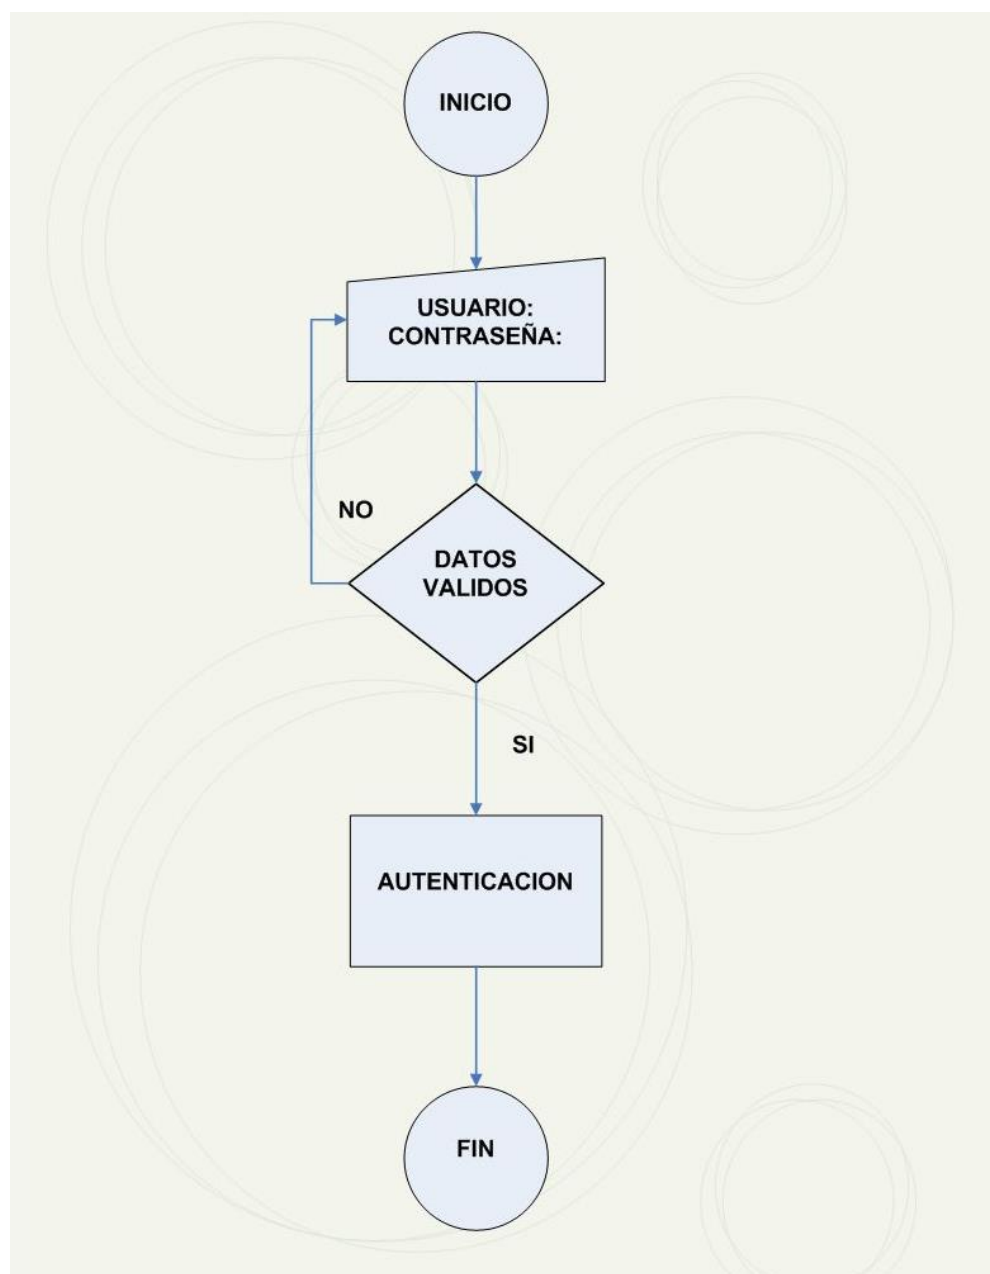 INICIO
USUARIO:
CONTRASEÑA:
NO
DATOS
VALIDOS
SI
AUTENTICACION
FIN